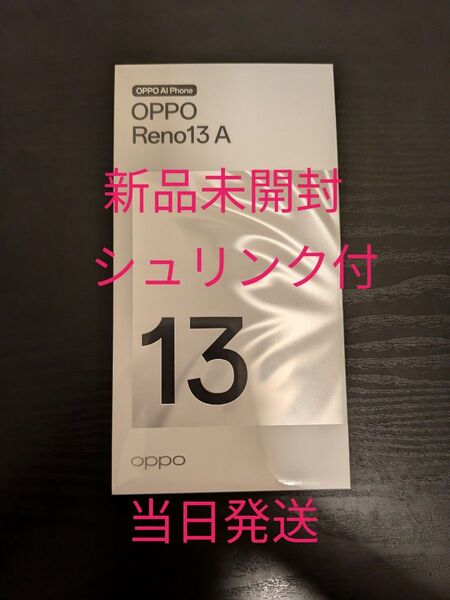 OPPO AI Phone
OPPO
Reno13 A
新品未開封
シュリンク付
13
oppo
当日発送